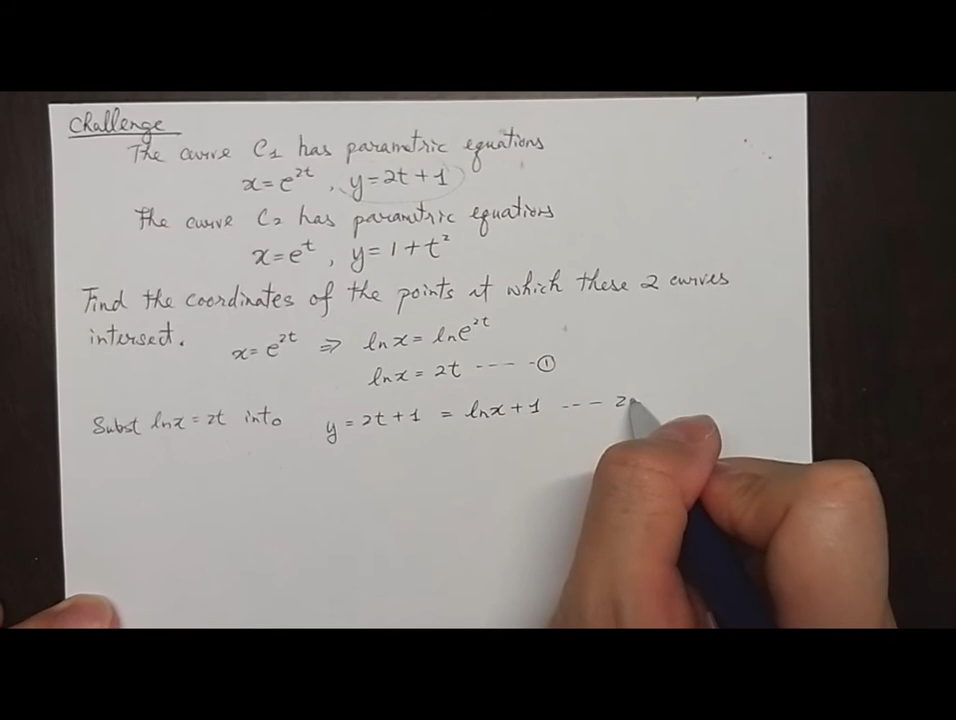 Challenge
The curve C1 has parametric equations
x = e^2t , y = 2t + 1
The curve C2 has parametric equations
x = e^t , y = 1 + t²
Find the coordinates of the points at which these 2 curves
intersect. x = e^2t ⇒ ln x = ln e^2t
ln x = 2t ---- - ①
Subst ln x = 2t into y = 2t + 1 = ln x + 1 --- 2